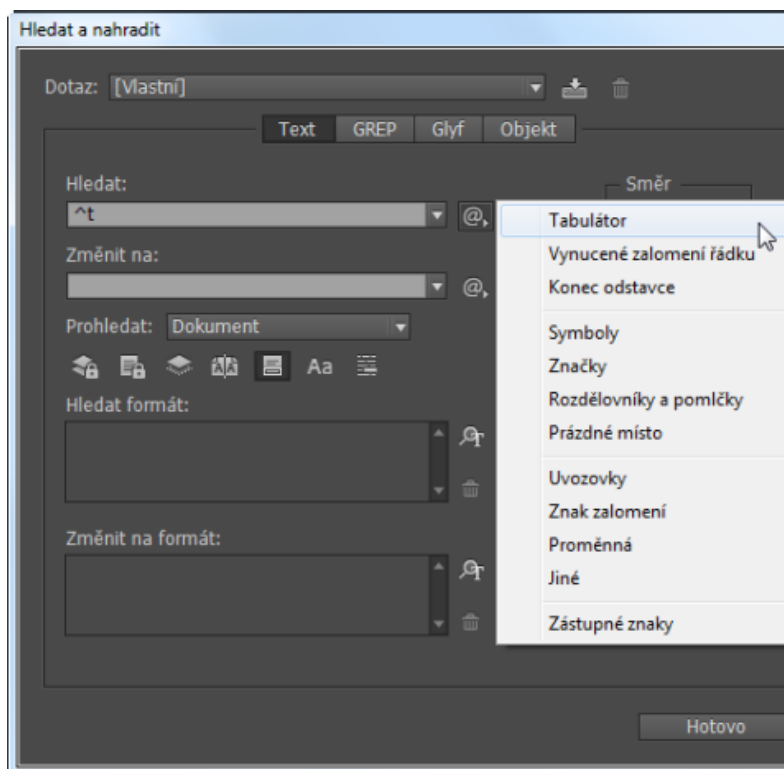 Hledat a nahradit
Dotaz: [Vlastní]
Text GREP Glyf Objekt
Hledat:
^t
Změnit na:
Prohledat: Dokument
Aa
Hledat formát:
Změnit na formát:
Směr
Tabulátor
Vynucené zalomení řádku
Konec odstavce
Symboly
Značky
Rozdělovníky a pomlčky
Prázdné místo
Uvozovky
Znak zalomení
Proměnná
Jiné
Zástupné znaky
Hotovo